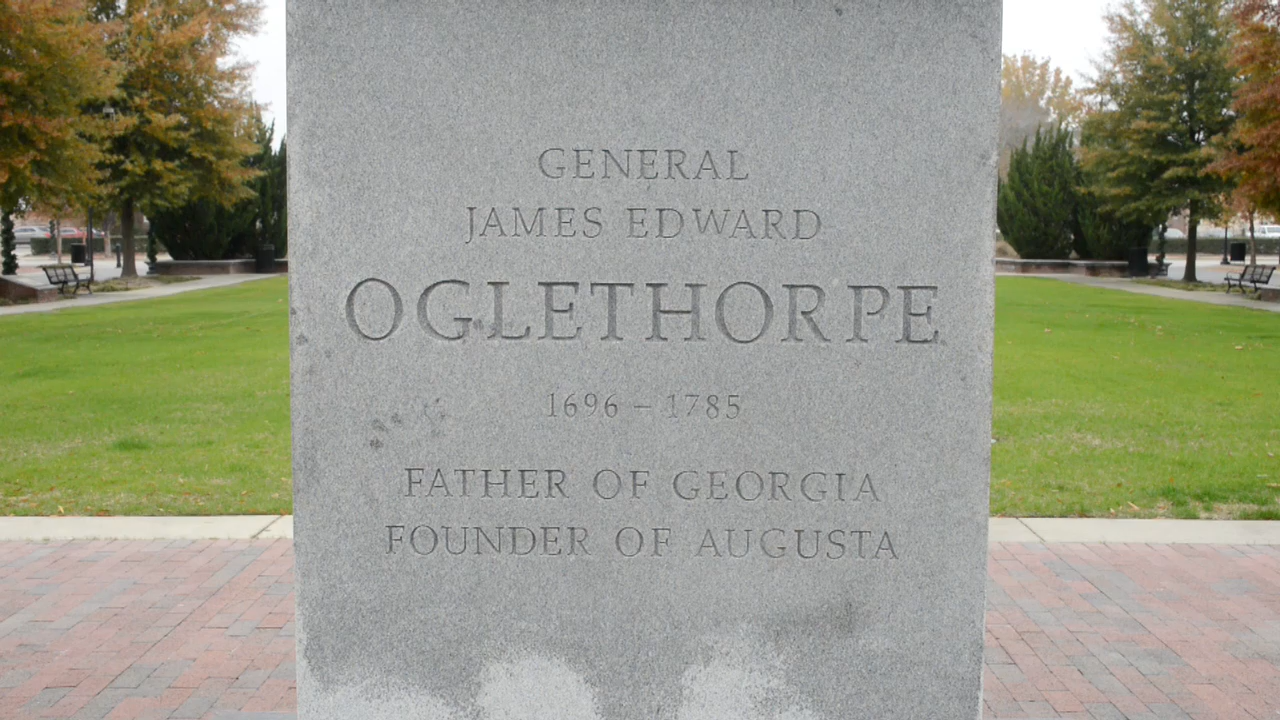 GENERAL
JAMES EDWARD
OGLETHORPE
1696 – 1785
FATHER OF GEORGIA
FOUNDER OF AUGUSTA